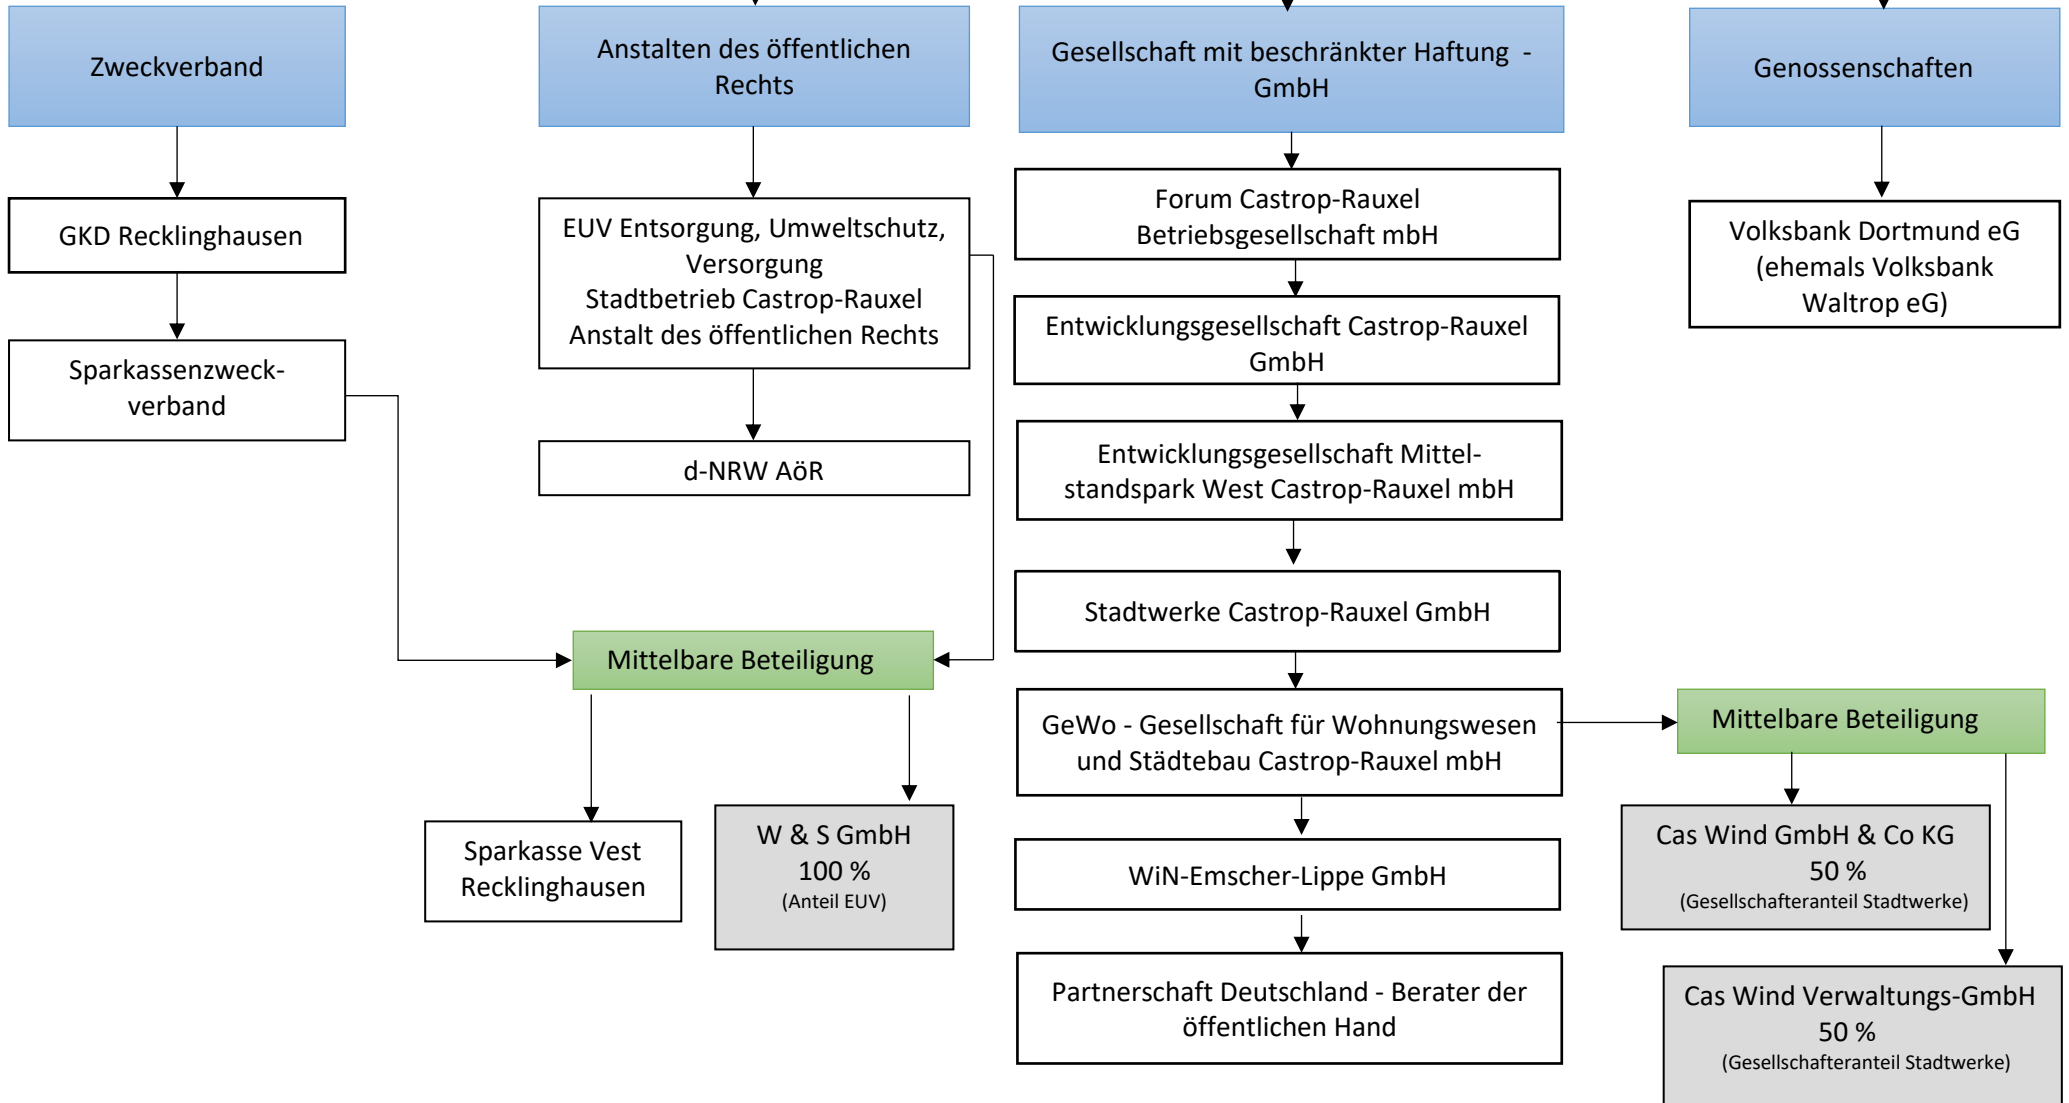 Zweckverband
GKD Recklinghausen
Sparkassenzweck-
verband
Anstalten des öffentlichen
Rechts
EUV Entsorgung, Umweltschutz,
Versorgung
Stadtbetrieb Castrop-Rauxel
Anstalt des öffentlichen Rechts
d-NRW AöR
Mittelbare Beteiligung
Sparkasse Vest
Recklinghausen
W & S GmbH
100 %
(Anteil EUV)
Gesellschaft mit beschränkter Haftung -
GmbH
Forum Castrop-Rauxel
Betriebsgesellschaft mbH
Entwicklungsgesellschaft Castrop-Rauxel
GmbH
Entwicklungsgesellschaft Mittel-
standspark West Castrop-Rauxel mbH
Stadtwerke Castrop-Rauxel GmbH
GeWo - Gesellschaft für Wohnungswesen
und Städtebau Castrop-Rauxel mbH
WiN-Emscher-Lippe GmbH
Partnerschaft Deutschland - Berater der
öffentlichen Hand
Genossenschaften
Volksbank Dortmund eG
(ehemals Volksbank
Waltrop eG)
Mittelbare Beteiligung
Cas Wind GmbH & Co KG
50 %
(Gesellschafteranteil Stadtwerke)
Cas Wind Verwaltungs-GmbH
50 %
(Gesellschafteranteil Stadtwerke)